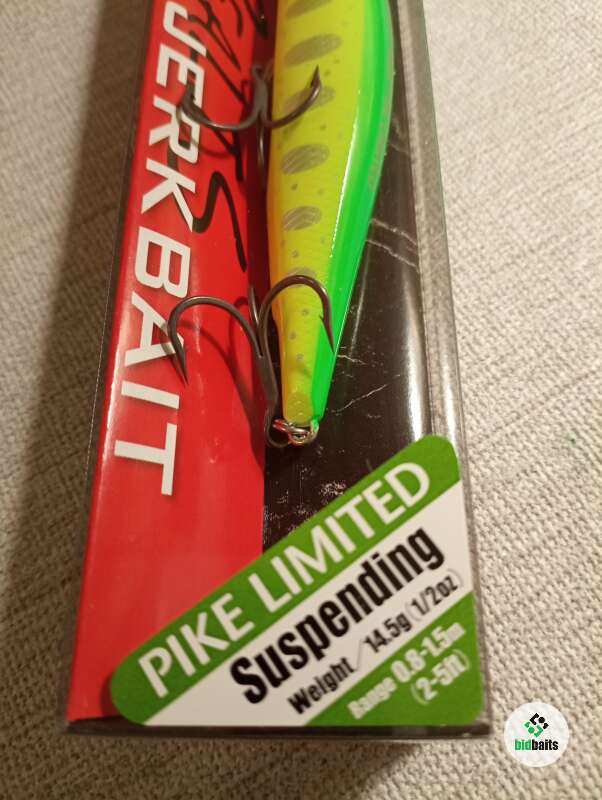 JERKBAIT
PIKE LIMITED
Suspending
Weight/14.5g(1/2oz)
Range 0.8-1.5m
(2-5ft)
bidbaits